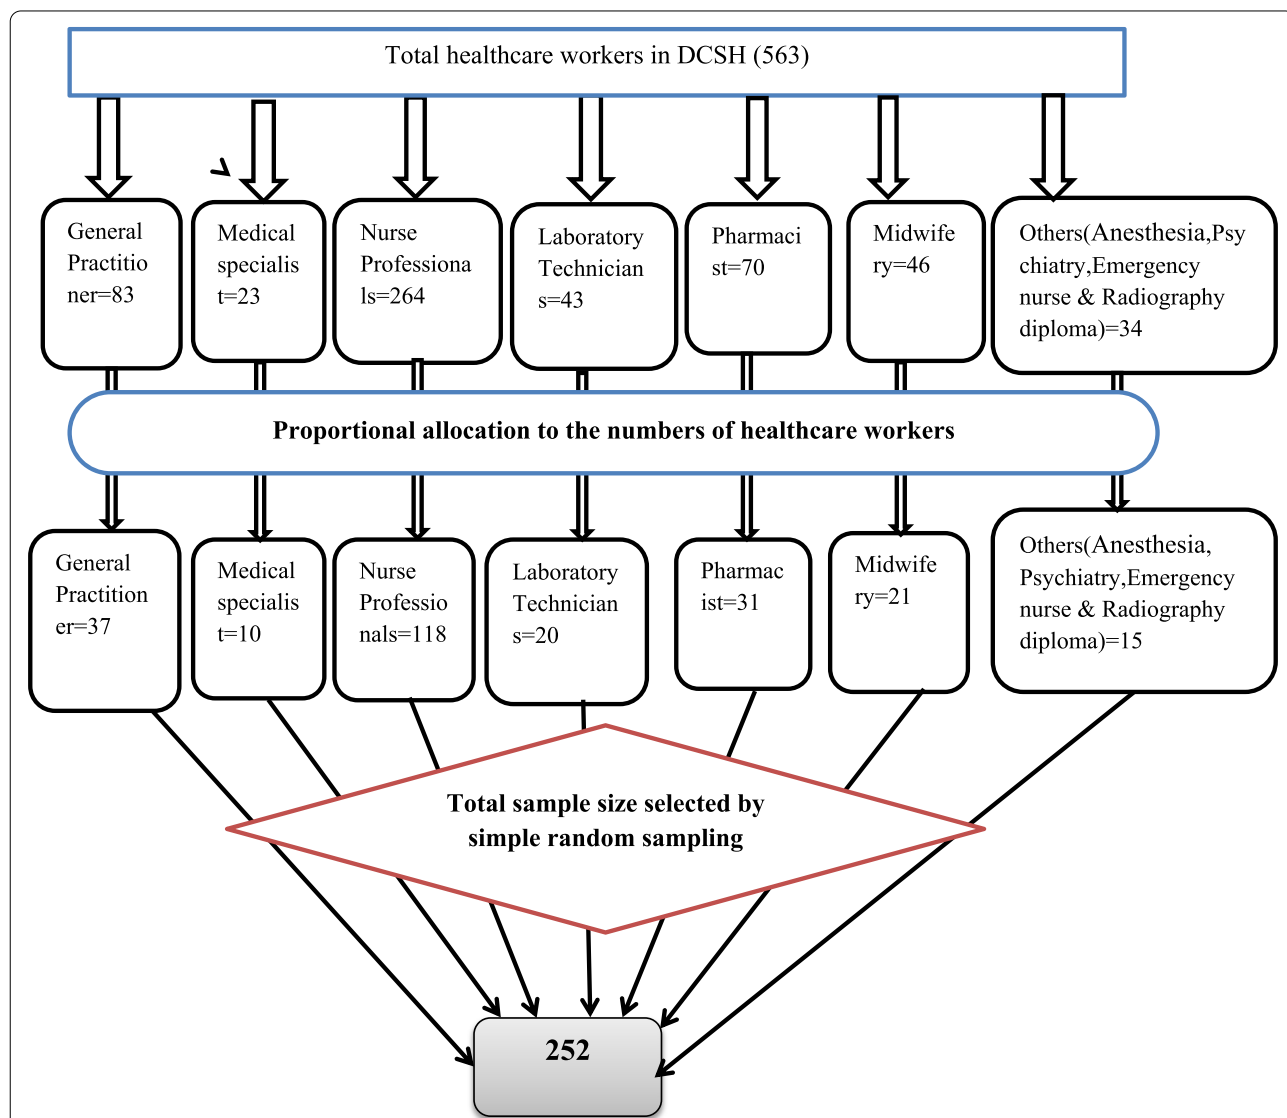 Total healthcare workers in DCSH (563)
General
Practitio
ner=83
Medical
specialis
t=23
Nurse
Professiona
ls=264
Laboratory
Technician
s=43
Pharmaci
st=70
Midwife
ry=46
Others(Anesthesia,Psy
chiatry,Emergency
nurse & Radiography
diploma)=34
Proportional allocation to the numbers of healthcare workers
General
Practition
er=37
Medical
specialis
t=10
Nurse
Professio
nals=118
Laboratory
Technician
s=20
Pharmac
ist=31
Midwife
ry=21
Others(Anesthesia,
Psychiatry,Emergency
nurse & Radiography
diploma)=15
Total sample size selected by
simple random sampling
252